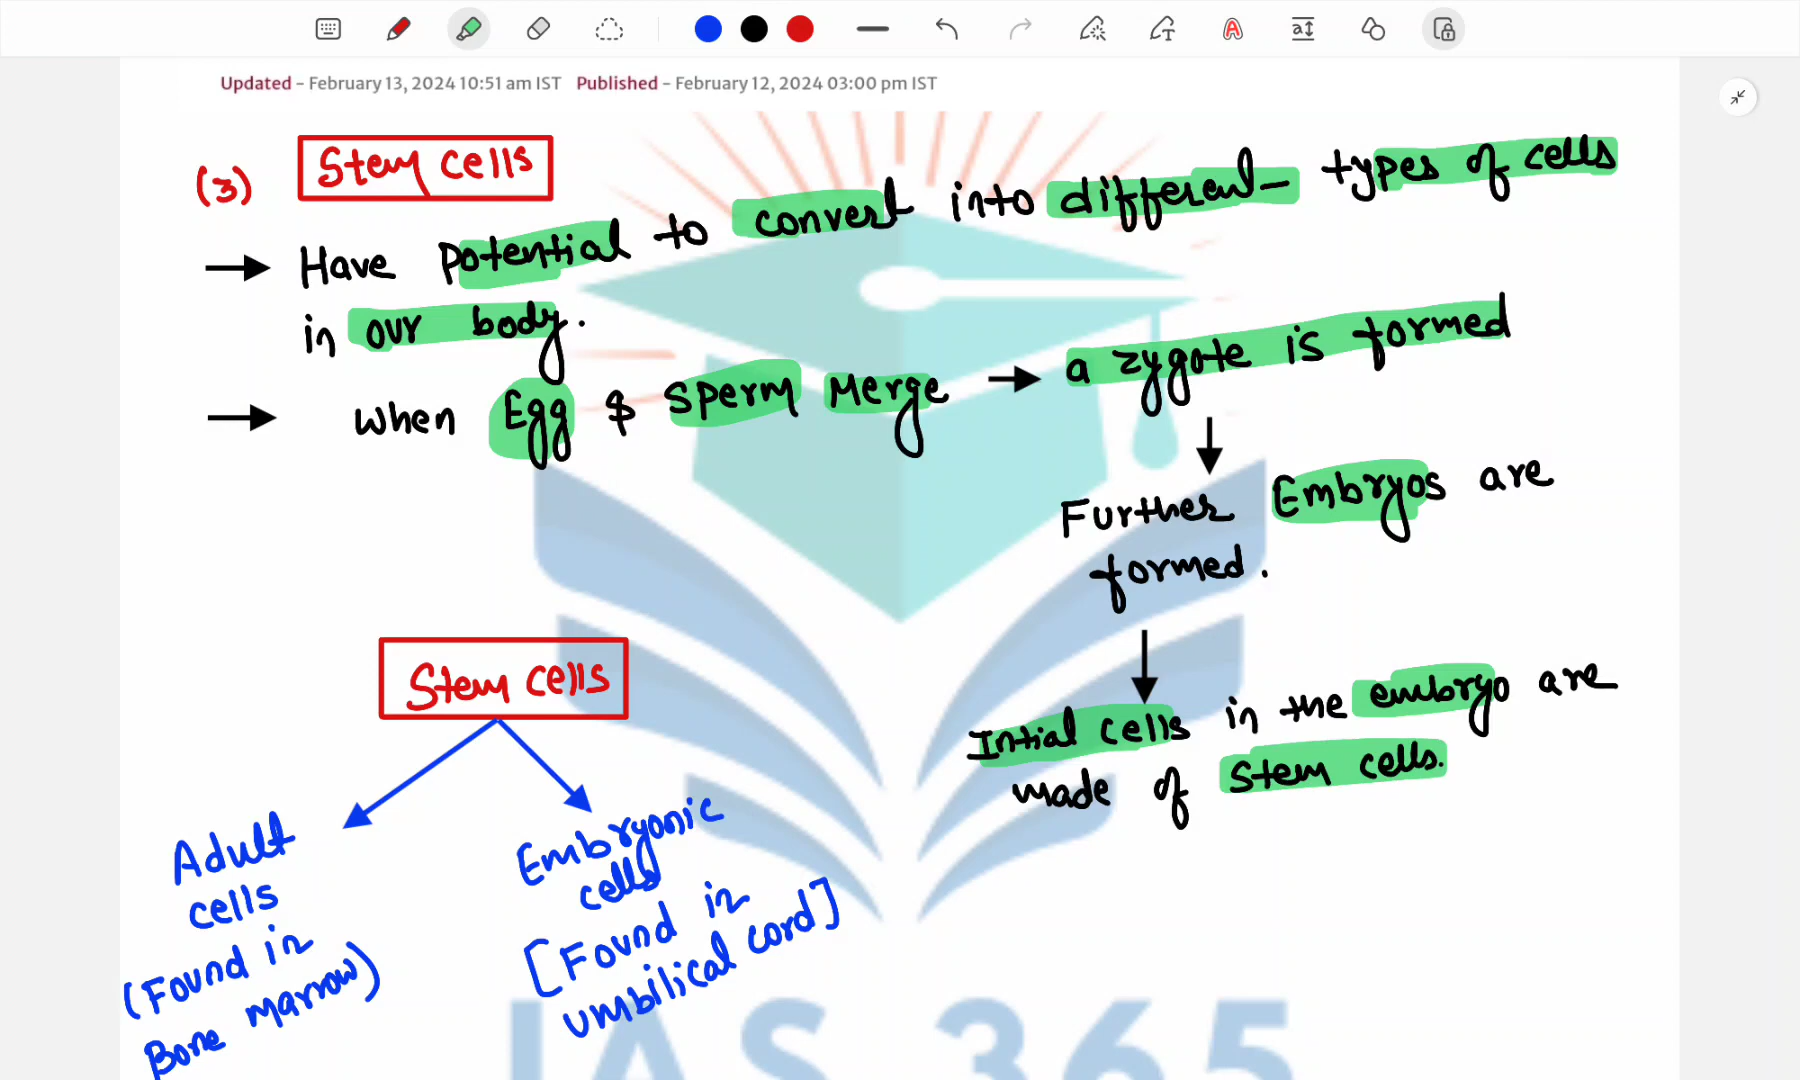 Updated - February 13, 2024 10:51 am IST Published - February 12, 2024 03:00 pm IST
(3) Stem cells
→ Have potential to convert into different types of cells
in our body.
→ when Egg & sperm Merge → a zygote is formed
Further Embryos are
formed.
Intial cells in the embryo are
made of stem cells.
Stem cells
Adult
cells
(Found in
Bone marrow)
Embryonic
cells
[Found in
umbilical cord]
IAS 365